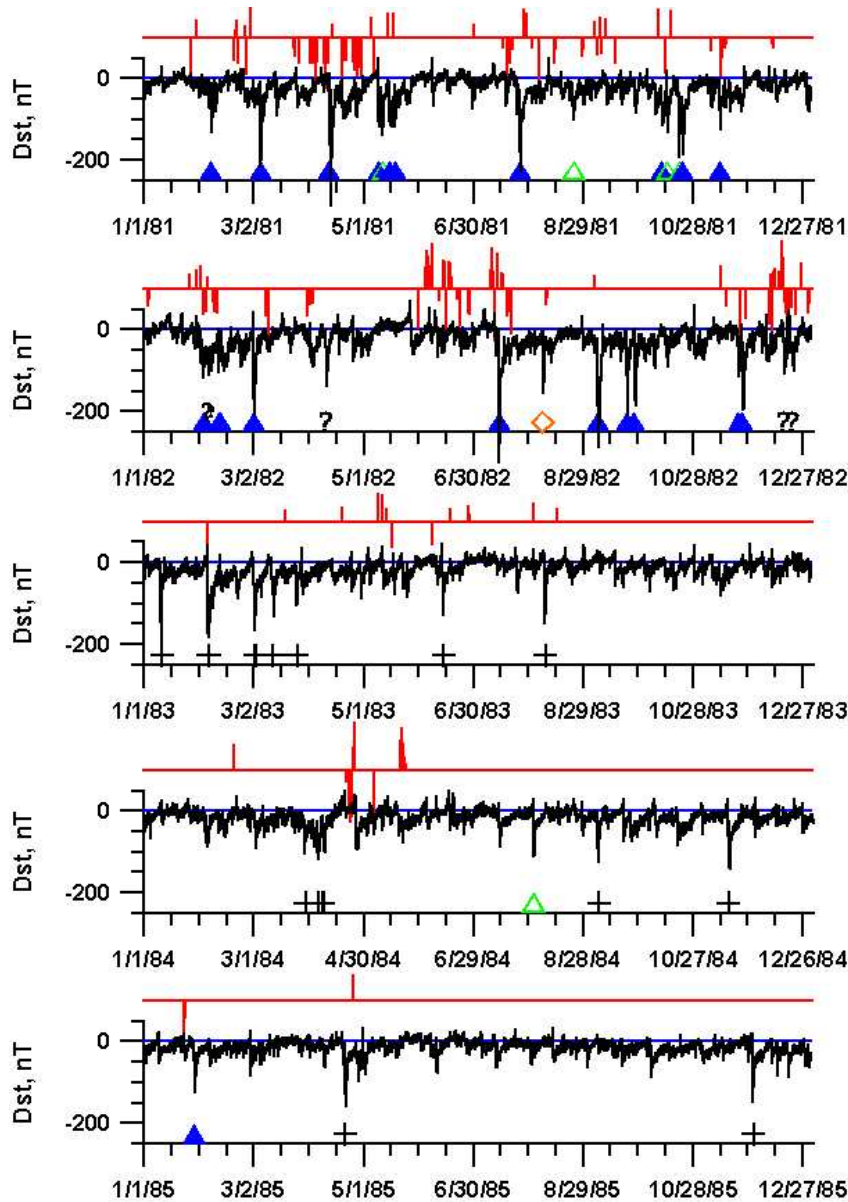 Dst, nT
0
-200
1/1/81 3/2/81 5/1/81 6/30/81 8/29/81 10/28/81 12/27/81
Dst, nT
0
? ?
-200
1/1/82 3/2/82 5/1/82 6/30/82 8/29/82 10/28/82 12/27/82
??
Dst, nT
0
-200
1/1/83 3/2/83 5/1/83 6/30/83 8/29/83 10/28/83 12/27/83
Dst, nT
0
-200
1/1/84 3/1/84 4/30/84 6/29/84 8/28/84 10/27/84 12/26/84
Dst, nT
0
-200
1/1/85 3/2/85 5/1/85 6/30/85 8/29/85 10/28/85 12/27/85